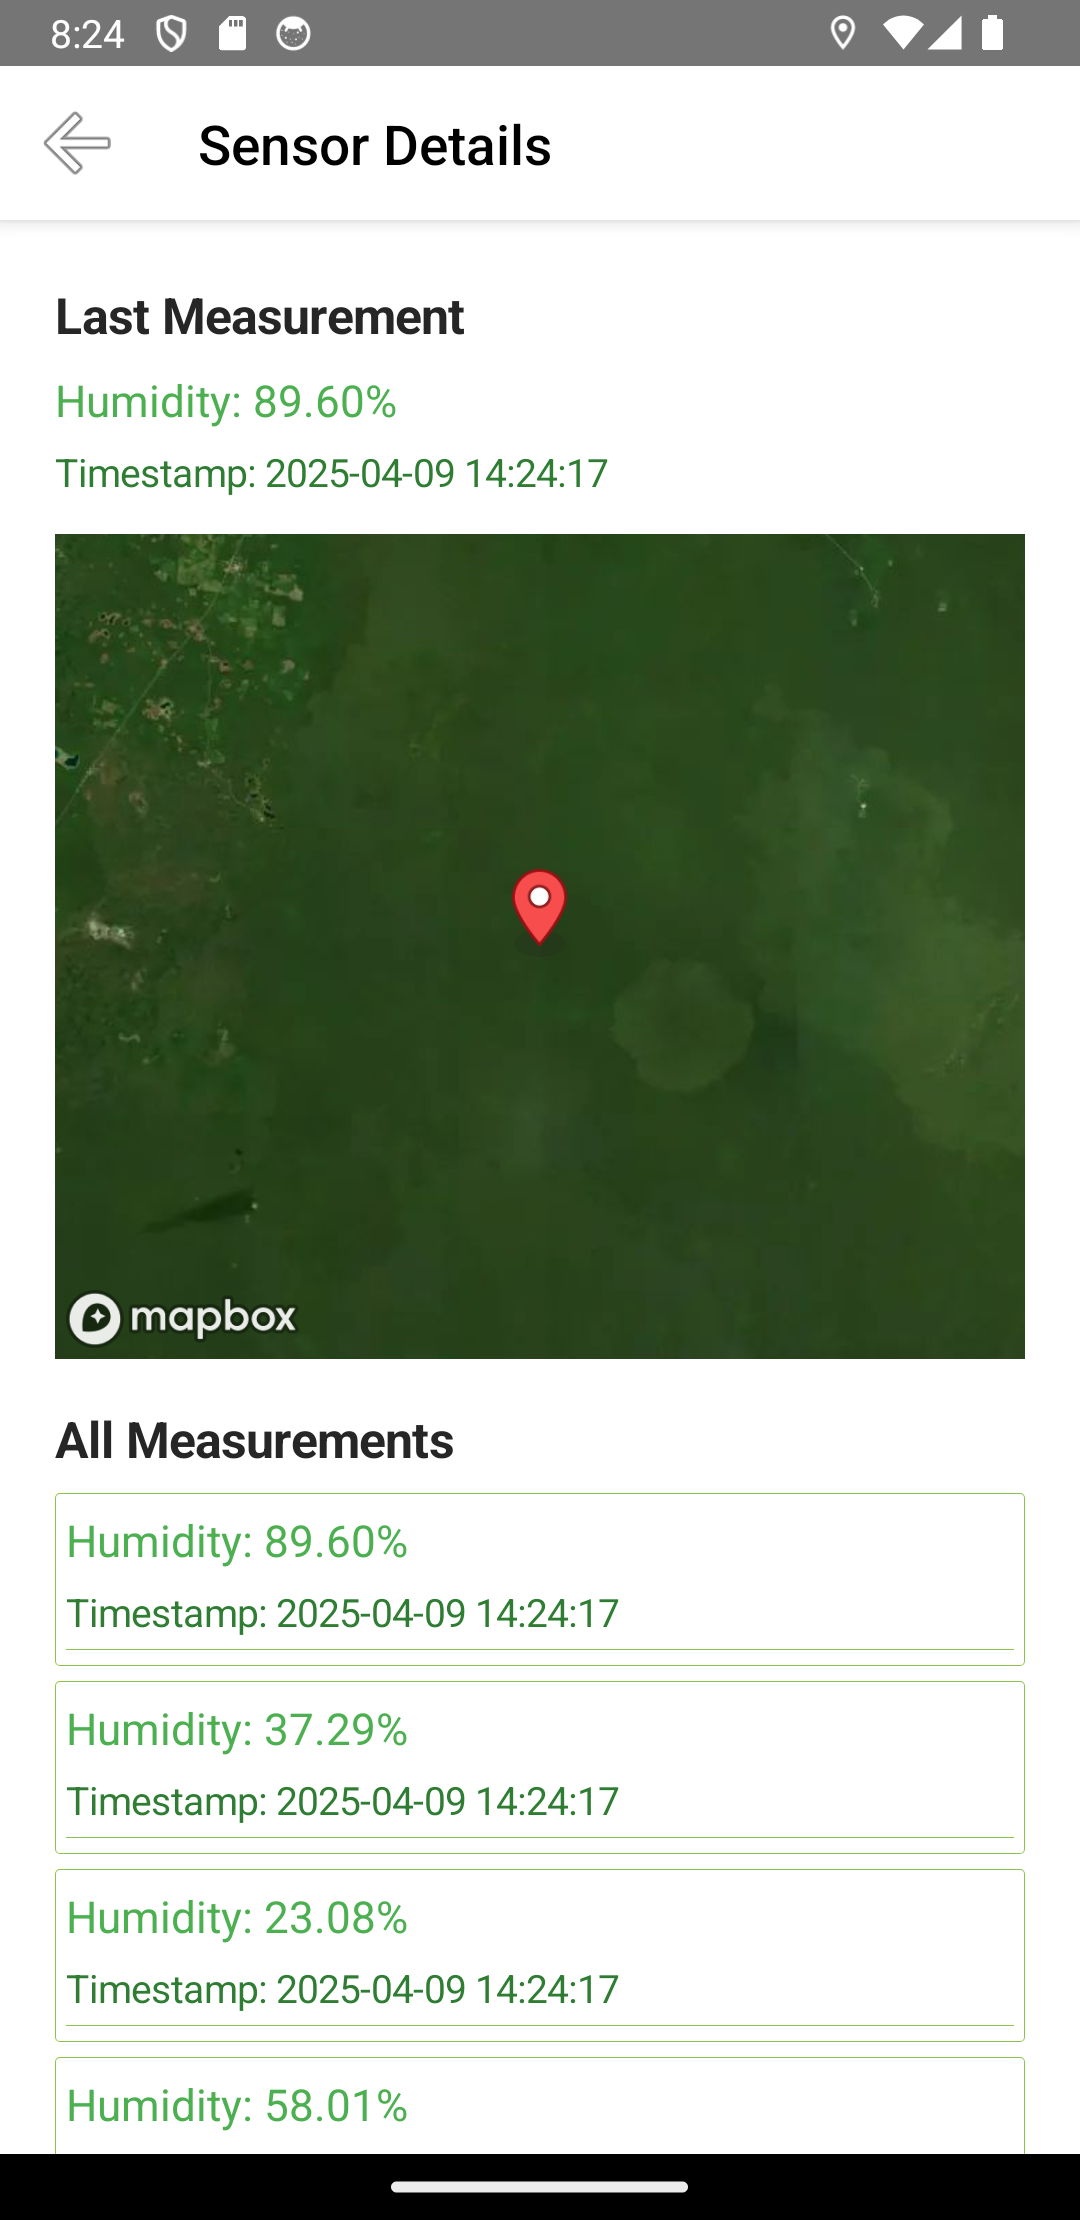 8:24
Sensor Details
Last Measurement
Humidity: 89.60%
Timestamp: 2025-04-09 14:24:17
mapbox
All Measurements
Humidity: 89.60%
Timestamp: 2025-04-09 14:24:17
Humidity: 37.29%
Timestamp: 2025-04-09 14:24:17
Humidity: 23.08%
Timestamp: 2025-04-09 14:24:17
Humidity: 58.01%